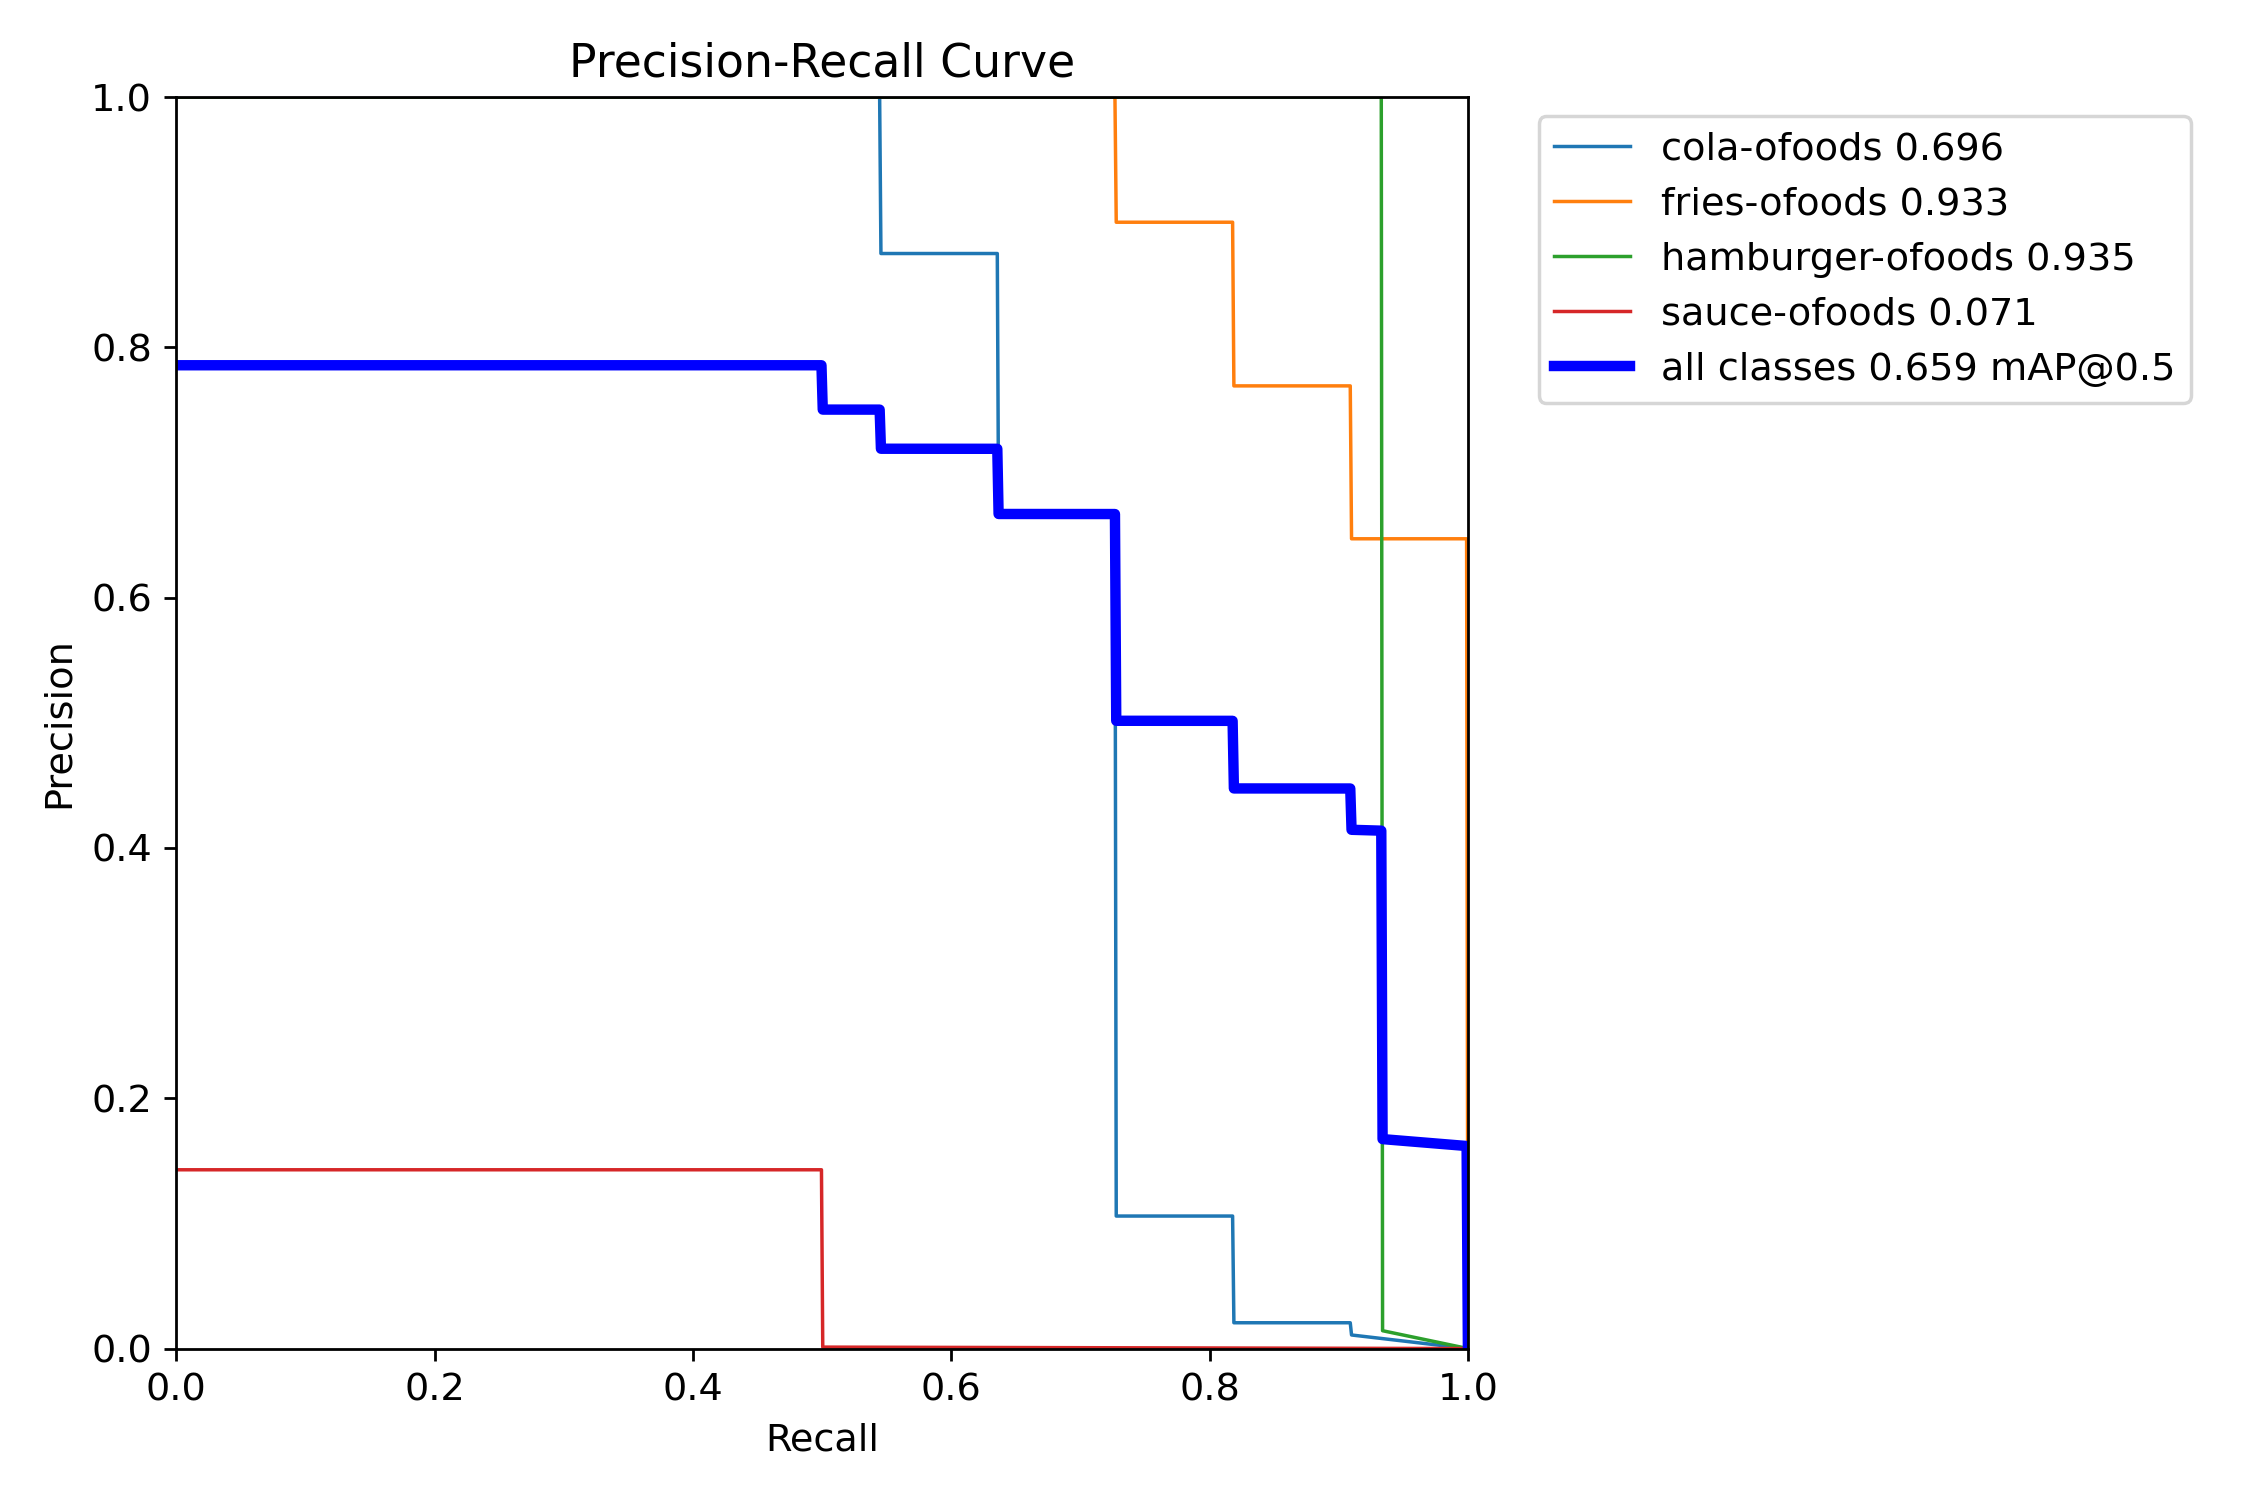 Precision-Recall Curve
1.0
0.8
0.6
0.4
0.2
0.0
Precision
0.0 0.2 0.4 0.6 0.8 1.0
Recall
cola-ofoods 0.696
fries-ofoods 0.933
hamburger-ofoods 0.935
sauce-ofoods 0.071
all classes 0.659 mAP@0.5